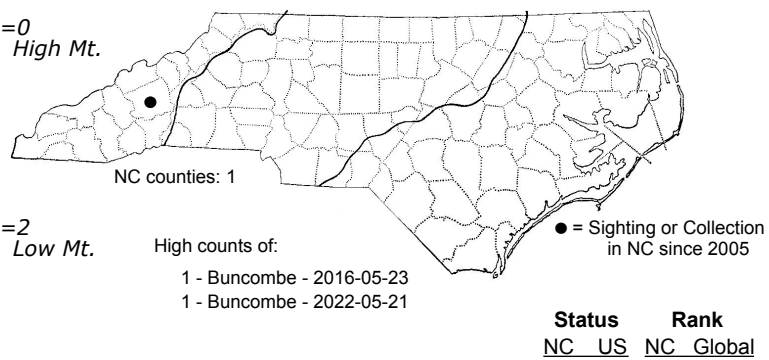 =0
High Mt.
NC counties: 1
=2
Low Mt.
High counts of:
1 - Buncombe - 2016-05-23
1 - Buncombe - 2022-05-21
● = Sighting or Collection
in NC since 2005
Status Rank
NC US NC Global